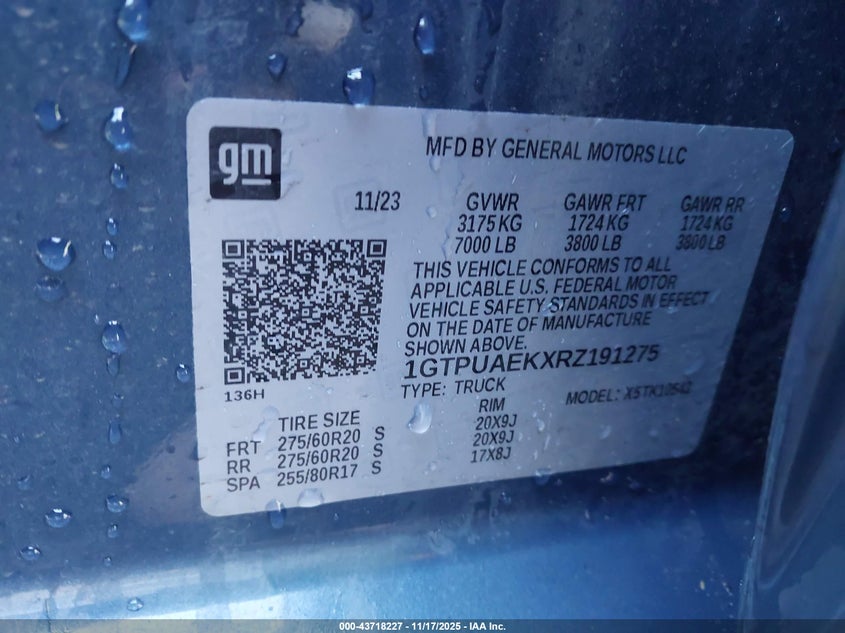 gm
MFD BY GENERAL MOTORS LLC
11/23
GVWR GAWR FRT GAWR RR
3175 KG 1724 KG 1724 KG
7000 LB 3800 LB 3800 LB
THIS VEHICLE CONFORMS TO ALL
APPLICABLE U.S. FEDERAL MOTOR
VEHICLE SAFETY STANDARDS IN EFFECT
ON THE DATE OF MANUFACTURE
SHOWN ABOVE.
1GTPUAEKXRZ191275
136H
TYPE: TRUCK MODEL:
TIRE SIZE RIM
FRT 275/60R20 S 20X9J
RR 275/60R20 S 20X9J
SPA 255/80R17 S 17X8J
000-43718227 - 11/17/2025 - IAA Inc.